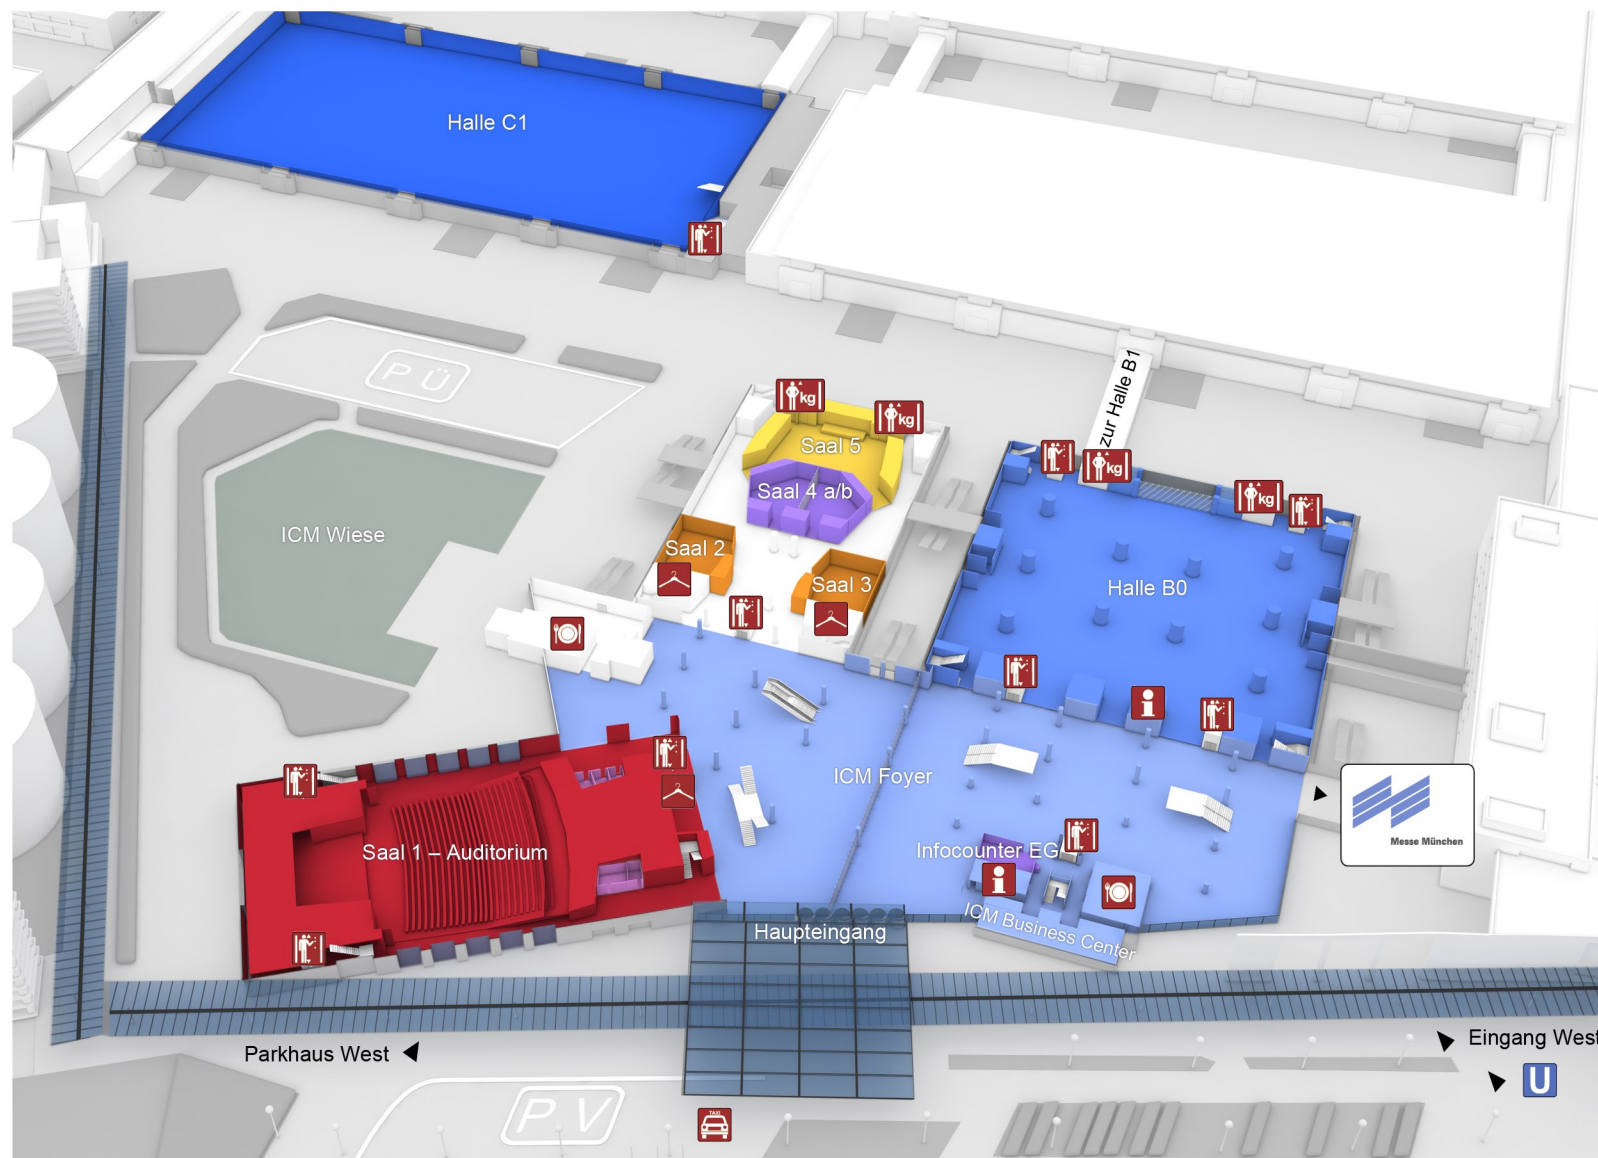 Halle C1
P Ü
zur Halle B1
kg
kg
Saal 5
kg
kg
Saal 4 a/b
ICM Wiese
Saal 2
Saal 3
Halle B0
ICM Foyer
Messe München
Infocounter EG
Saal 1 – Auditorium
i
i
ICM Business Center
Haupteingang
Parkhaus West
Eingang West
U
P V
TAXI